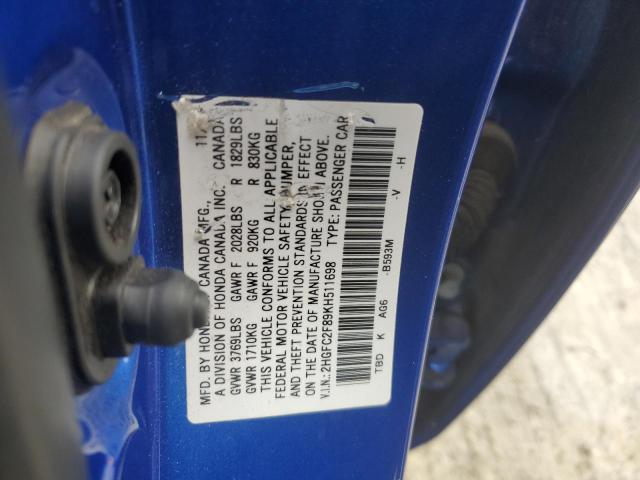 MFD. BY HONDA CANADA MFG., 11/
A DIVISION OF HONDA CANADA INC. CANADA
GVWR 3769LBS GAWR F 2028LBS R 1829LBS
GVWR 1710KG GAWR F 920KG R 830KG
THIS VEHICLE CONFORMS TO ALL APPLICABLE
FEDERAL MOTOR VEHICLE SAFETY, BUMPER,
AND THEFT PREVENTION STANDARDS IN EFFECT
ON THE DATE OF MANUFACTURE SHOWN ABOVE.
V.I.N.: 2HGFC2F89KH511698 TYPE: PASSENGER CAR
TBD K AG6 -B593M -V -H